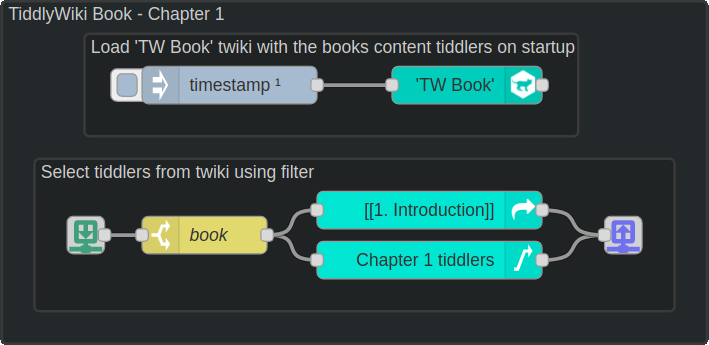 TiddlyWiki Book - Chapter 1
Load 'TW Book' twiki with the books content tiddlers on startup
timestamp ¹
'TW Book'
Select tiddlers from twiki using filter
[[1. Introduction]]
book
Chapter 1 tiddlers